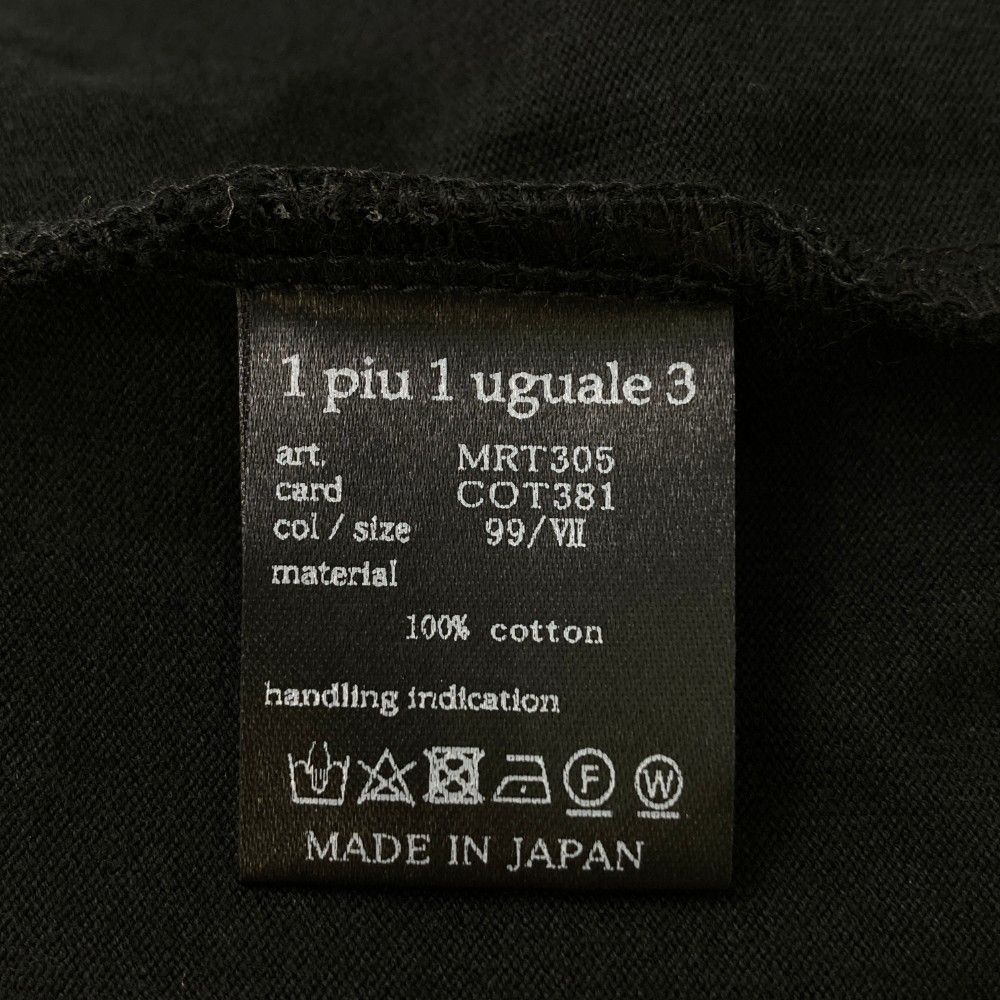 1 piu 1 uguale 3
art. MRT305
card COT381
col / size 99/Ⅶ
material
100% cotton
handling indication
F W
MADE IN JAPAN